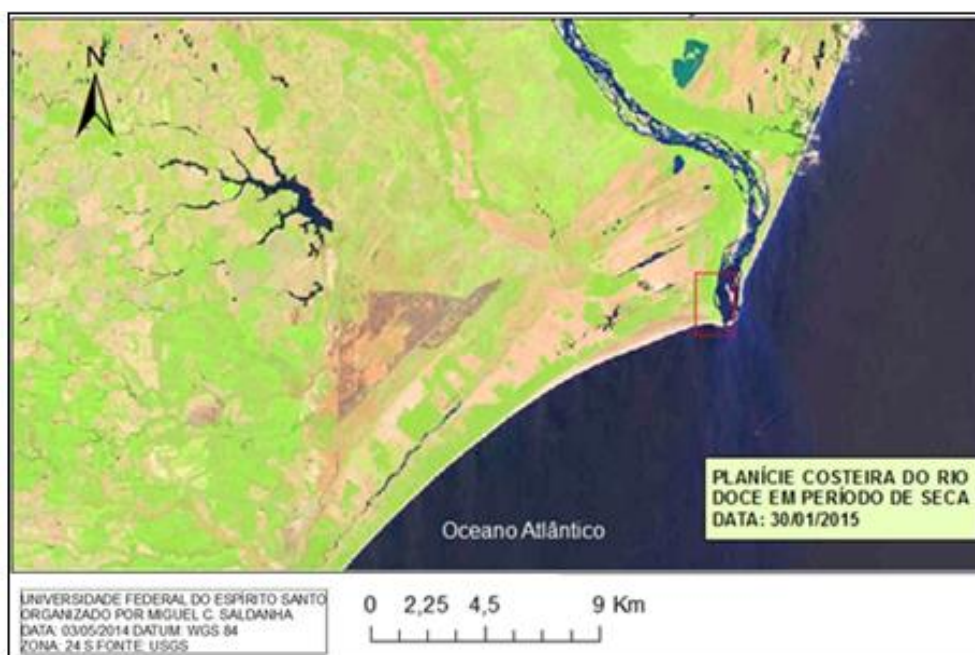 N
Oceano Atlântico
PLANÍCIE COSTEIRA DO RIO
DOCE EM PERÍODO DE SECA
DATA: 30/01/2015
UNIVERSIDADE FEDERAL DO ESPÍRITO SANTO
ORGANIZADO POR MIGUEL C. SALDANHA
DATA: 03/05/2014 DATUM: WGS 84
ZONA: 24 S FONTE: USGS
0 2,25 4,5 9 Km